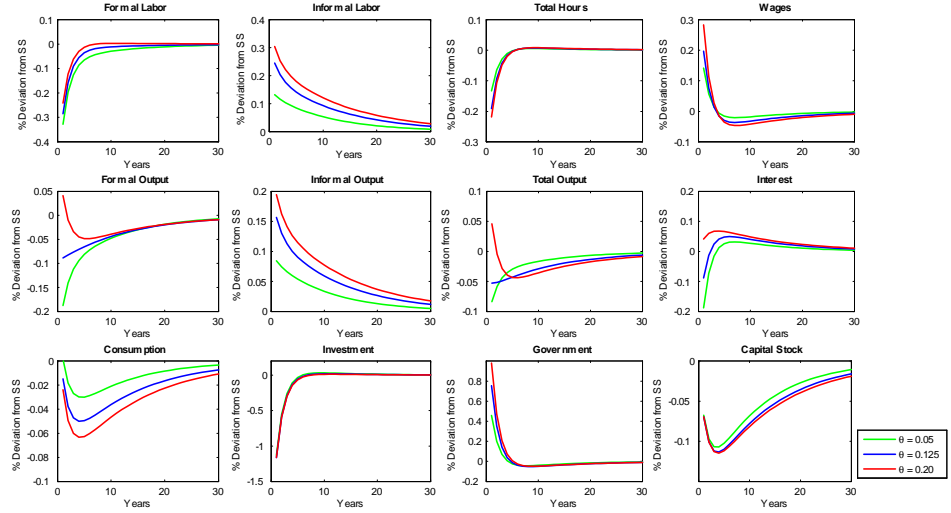 Formal Labor
% Deviation from SS
0.1
0
-0.1
-0.2
-0.3
-0.4
0 10 20 30
Years
Informal Labor
% Deviation from SS
0.4
0.3
0.2
0.1
0
0 10 20 30
Years
Total Hours
% Deviation from SS
0.1
0
-0.1
-0.2
-0.3
0 10 20 30
Years
Wages
% Deviation from SS
0.3
0.2
0.1
0
-0.1
0 10 20 30
Years
Formal Output
% Deviation from SS
0.05
0
-0.05
-0.1
-0.15
-0.2
0 10 20 30
Years
Informal Output
% Deviation from SS
0.2
0.15
0.1
0.05
0
0 10 20 30
Years
Total Output
% Deviation from SS
0.1
0.05
0
-0.05
-0.1
0 10 20 30
Years
Interest
% Deviation from SS
0.2
0.1
0
-0.1
-0.2
0 10 20 30
Years
Consumption
% Deviation from SS
0
-0.02
-0.04
-0.06
-0.08
-0.1
0 10 20 30
Years
Investment
% Deviation from SS
0
-0.5
-1
-1.5
0 10 20 30
Years
Government
% Deviation from SS
0.8
0.6
0.4
0.2
0
-0.2
0 10 20 30
Years
Capital Stock
% Deviation from SS
0
-0.05
-0.1
0 10 20 30
Years
θ = 0.05
θ = 0.125
θ = 0.20